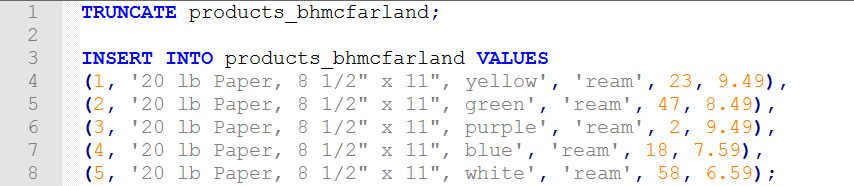 1 TRUNCATE products_bhmcfarland;
2
3 INSERT INTO products_bhmcfarland VALUES
4 (1, '20 lb Paper, 8 1/2" x 11", yellow', 'ream', 23, 9.49),
5 (2, '20 lb Paper, 8 1/2" x 11", green', 'ream', 47, 8.49),
6 (3, '20 lb Paper, 8 1/2" x 11", purple', 'ream', 2, 9.49),
7 (4, '20 lb Paper, 8 1/2" x 11", blue', 'ream', 18, 7.59),
8 (5, '20 lb Paper, 8 1/2" x 11", white', 'ream', 58, 6.59);